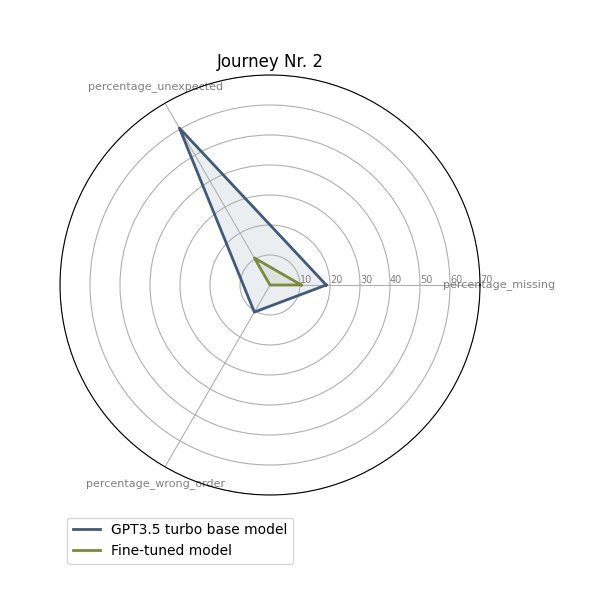 Journey Nr. 2
percentage_unexpected
10 20 30 40 50 60 70
percentage_missing
percentage_wrong_order
GPT3.5 turbo base model
Fine-tuned model